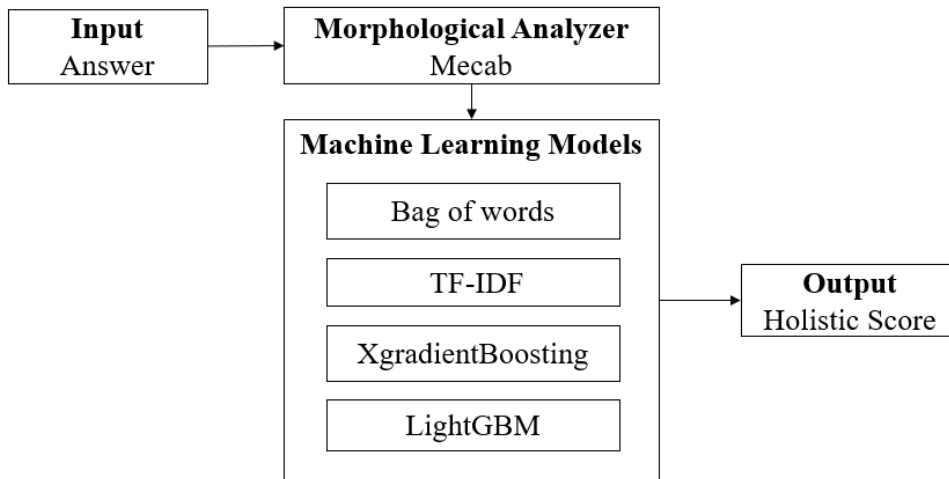 Input
Answer
Morphological Analyzer
Mecab
Machine Learning Models
Bag of words
TF-IDF
XgradientBoosting
LightGBM
Output
Holistic Score